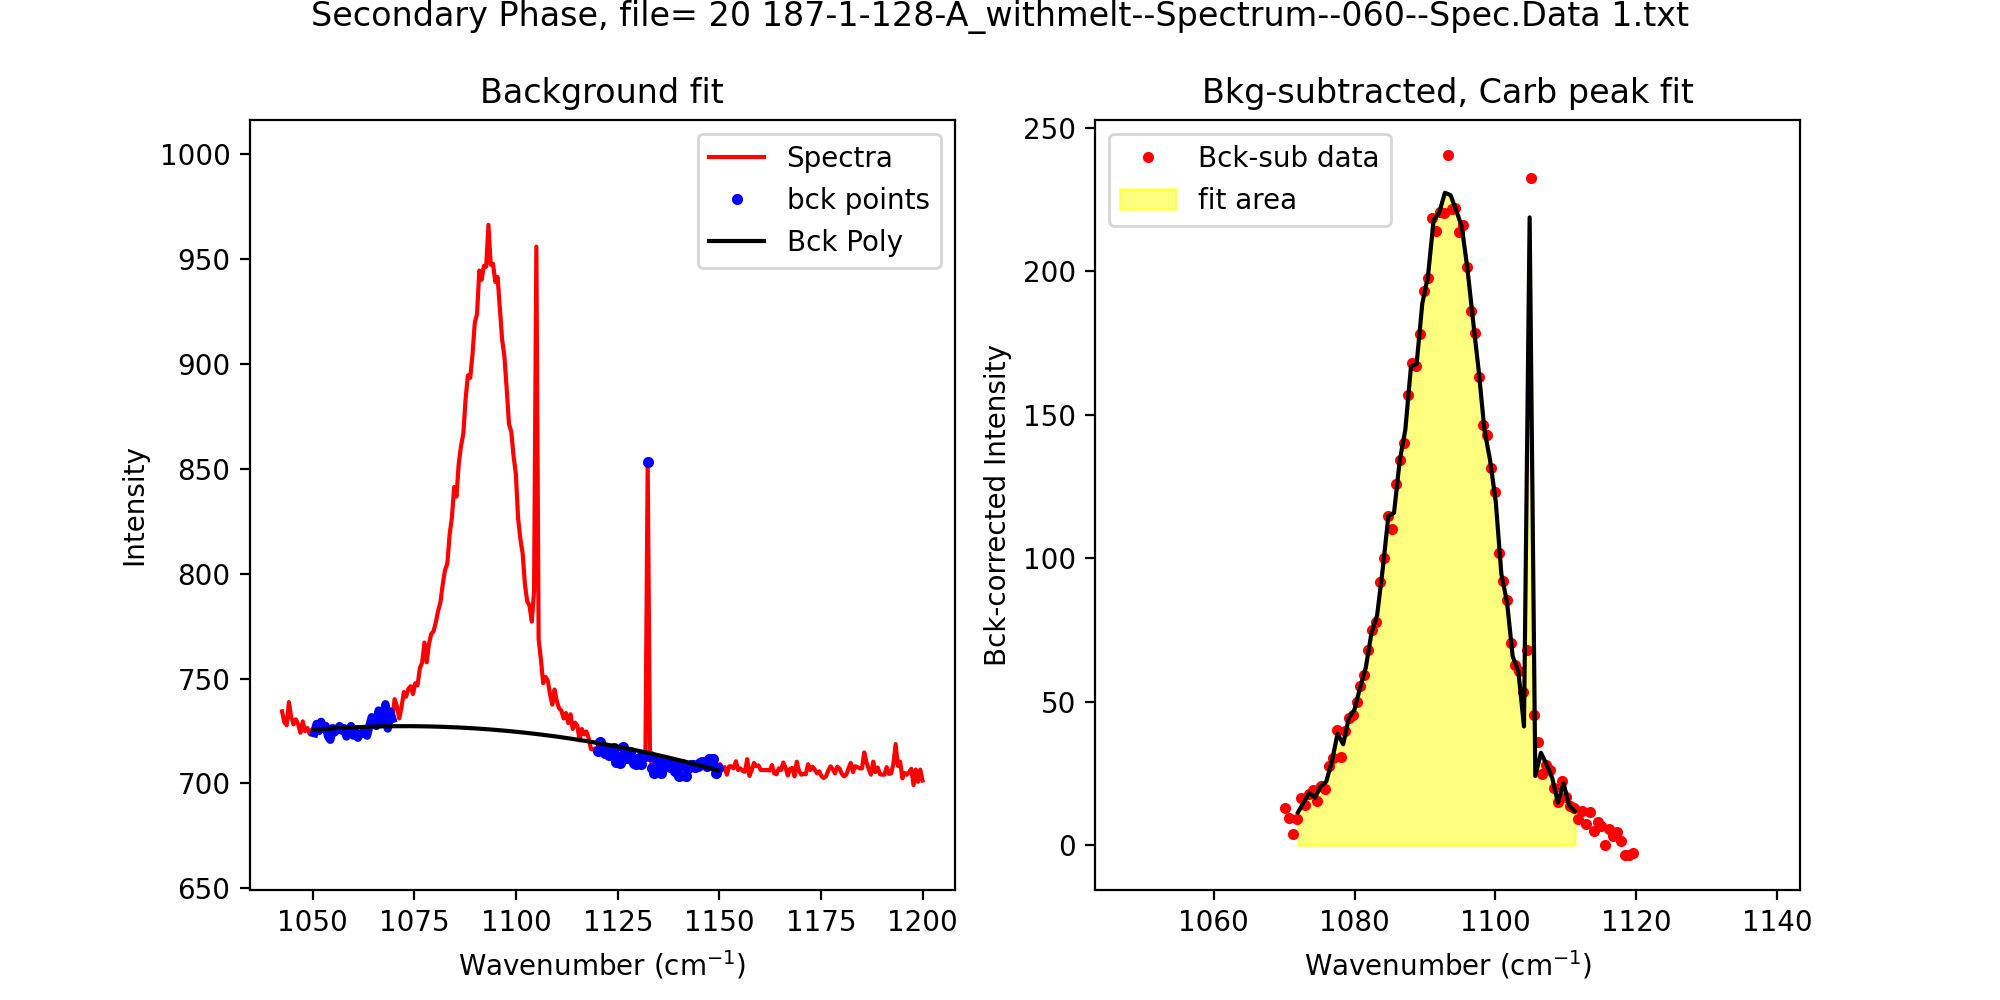 Secondary Phase, file= 20 187-1-128-A_withmelt--Spectrum--060--Spec.Data 1.txt
Background fit
Spectra
bck points
Bck Poly
1000
950
900
850
800
750
700
650
Intensity
1050 1075 1100 1125 1150 1175 1200
Wavenumber (cm⁻¹)
Bkg-subtracted, Carb peak fit
Bck-sub data
fit area
250
200
150
100
50
0
Bck-corrected Intensity
1060 1080 1100 1120 1140
Wavenumber (cm⁻¹)